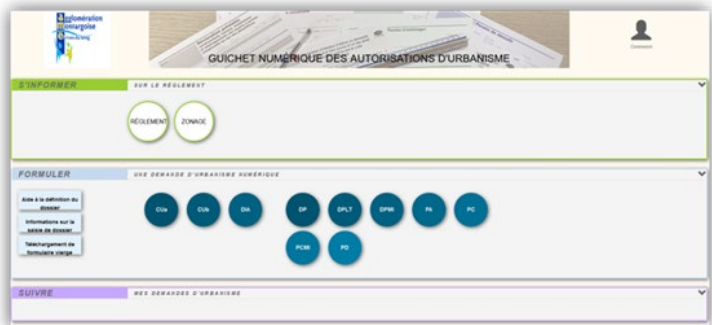 Agglomération
Montargoise
GUICHET NUMÉRIQUE DES AUTORISATIONS D'URBANISME
Connexion
S'INFORMER SUR LE RÈGLEMENT
RÈGLEMENT ZONAGE
FORMULER UNE DEMANDE D'URBANISME NUMÉRIQUE
Aide à la définition du
dossier
Informations sur la
saisie de dossier
Téléchargement de
formulaire vierge
CUa CUb DIA DP DPLT DPMI PA PC
PCMI PD
SUIVRE MES DEMANDES D'URBANISME